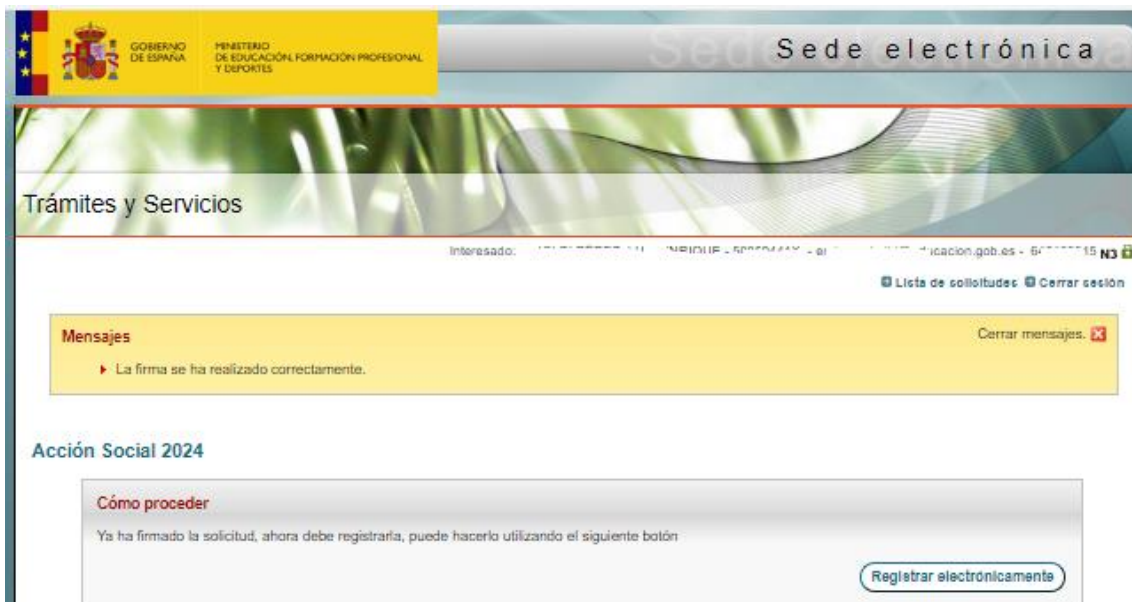 GOBIERNO
DE ESPAÑA
MINISTERIO
DE EDUCACIÓN, FORMACIÓN PROFESIONAL
Y DEPORTES
Sede electrónica
Trámites y Servicios
Interesado: N3
Lista de solicitudes Cerrar sesión
Mensajes Cerrar mensajes.
La firma se ha realizado correctamente.
Acción Social 2024
Cómo proceder
Ya ha firmado la solicitud, ahora debe registrarla, puede hacerlo utilizando el siguiente botón
Registrar electrónicamente